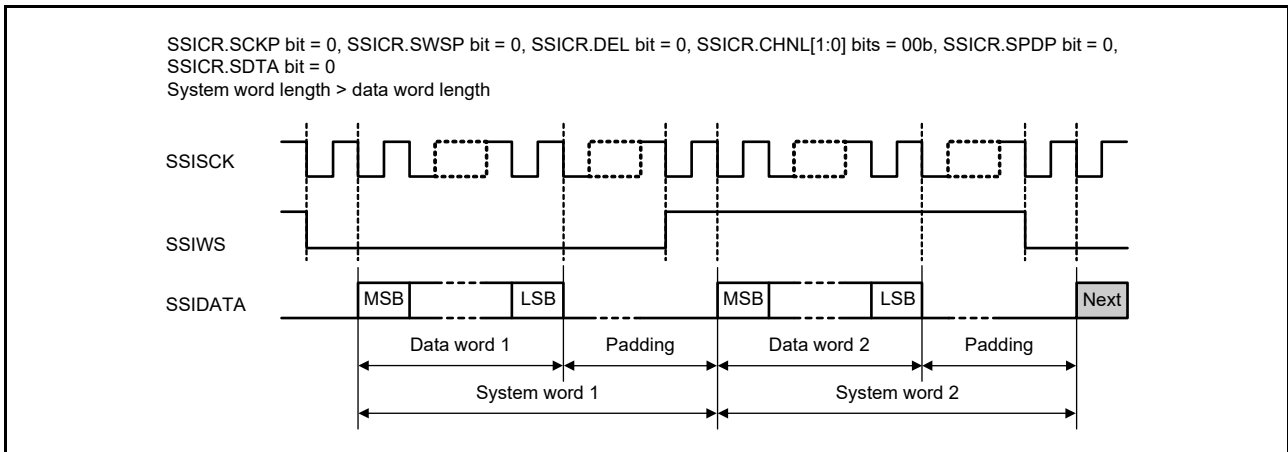 SSICR.SCKP bit = 0, SSICR.SWSP bit = 0, SSICR.DEL bit = 0, SSICR.CHNL[1:0] bits = 00b, SSICR.SPDP bit = 0,
SSICR.SDTA bit = 0
System word length > data word length
SSISCK
SSIWS
SSIDATA MSB LSB MSB LSB Next
Data word 1 Padding Data word 2 Padding
System word 1 System word 2